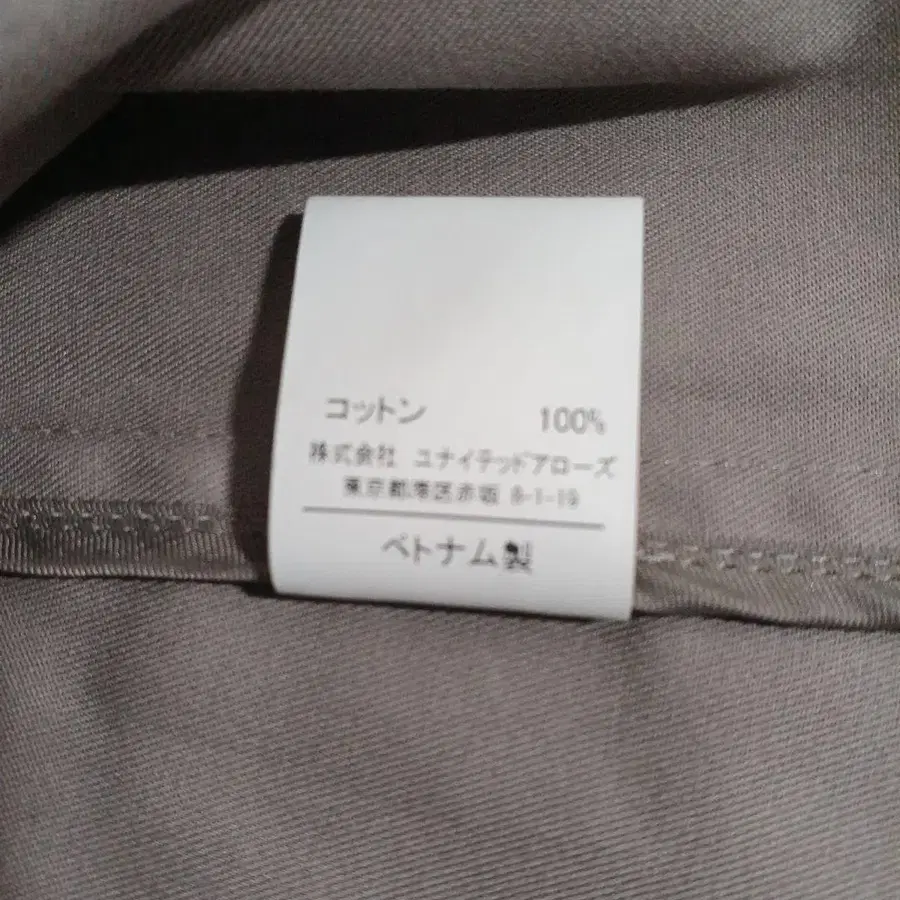 コットン 100%
株式会社 ユナイテッドアローズ
東京都港区赤坂 8-1-19
ベトナム製